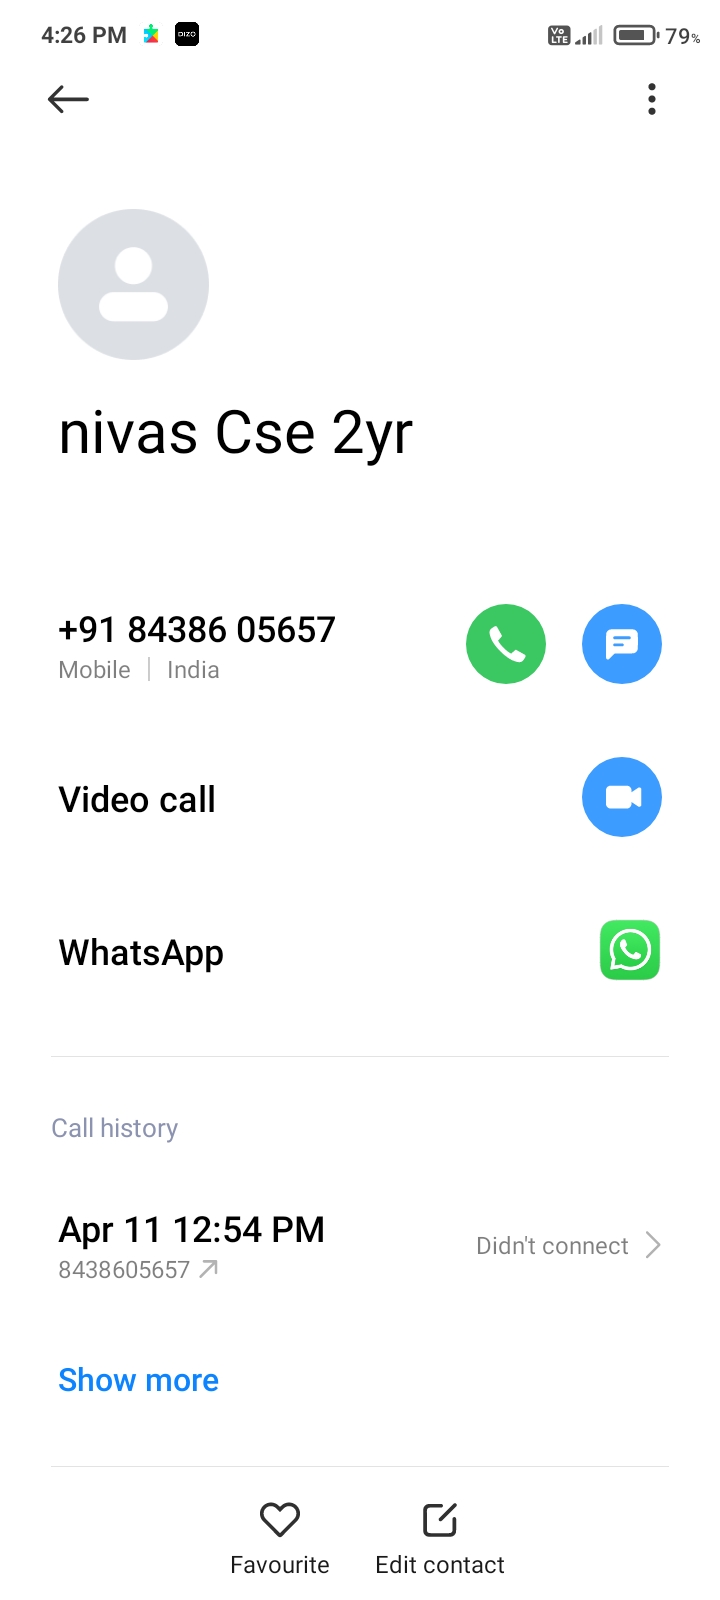 4:26 PM DIZO Vo LTE 79%
nivas Cse 2yr
+91 84386 05657
Mobile India
Video call
WhatsApp
Call history
Apr 11 12:54 PM
Didn't connect
8438605657
Show more
Favourite Edit contact